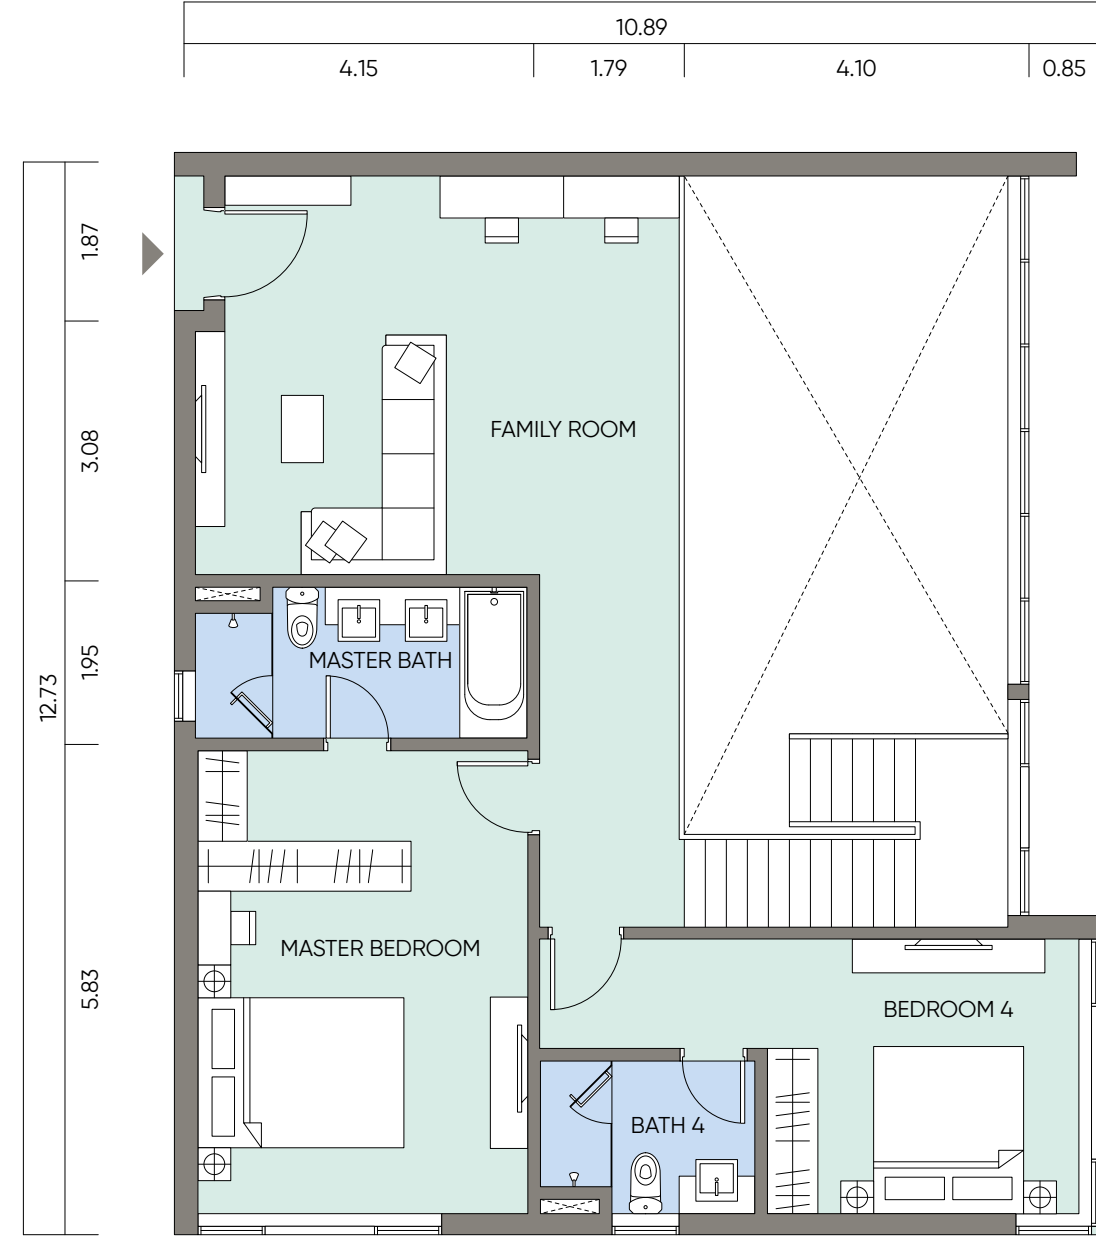 10.89
4.15 1.79 4.10 0.85
1.87
3.08
FAMILY ROOM
1.95
MASTER BATH
12.73
MASTER BEDROOM
5.83
BEDROOM 4
BATH 4